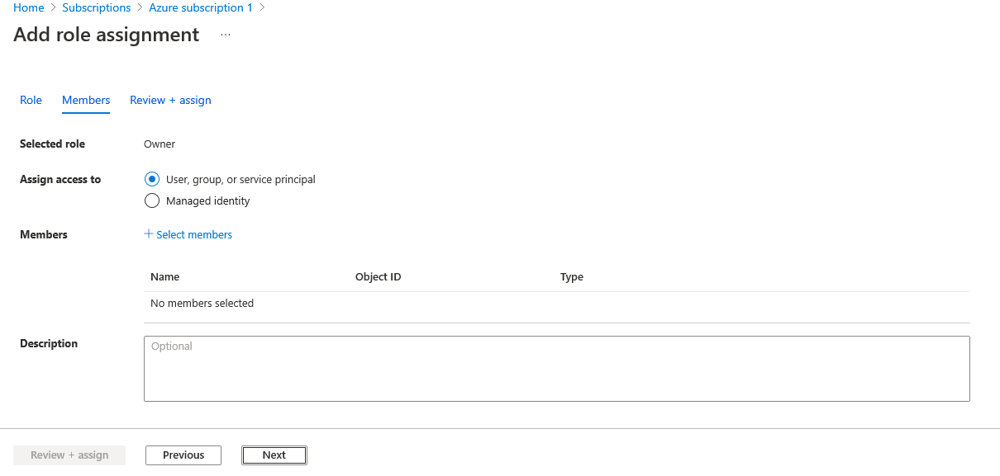 Home > Subscriptions > Azure subscription 1 >
Add role assignment ...
Role Members Review + assign
Selected role Owner
Assign access to User, group, or service principal
Managed identity
Members + Select members
Name Object ID Type
No members selected
Description Optional
Review + assign Previous Next